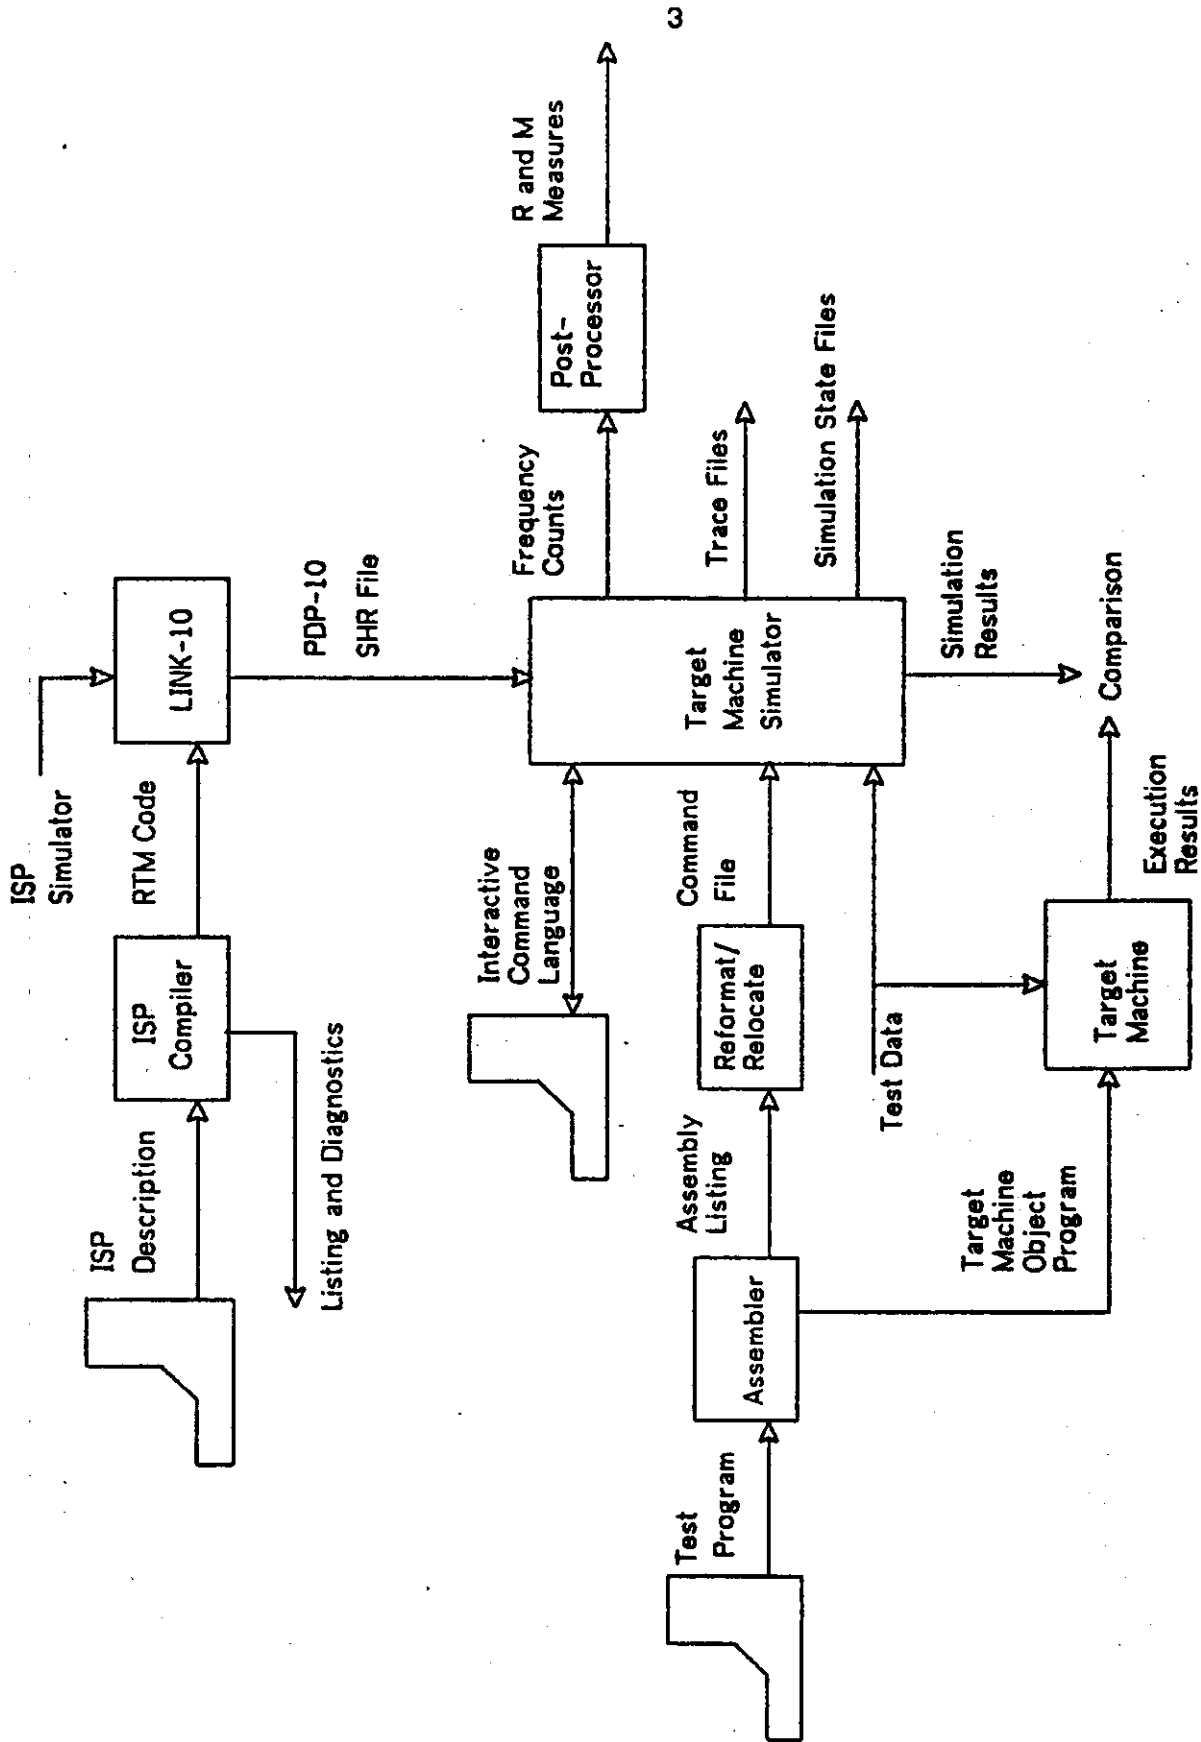 3
ISP
Description
ISP
Compiler
Listing and Diagnostics
RTM Code
ISP
Simulator
LINK-10
PDP-10
SHR File
Interactive
Command
Language
Test
Program
Assembler
Assembly
Listing
Reformat/
Relocate
Command
File
Target
Machine
Simulator
Frequency
Counts
Post-
Processor
R and M
Measures
Trace Files
Simulation State Files
Test Data
Target
Machine
Object
Program
Target
Machine
Execution
Results
Simulation
Results
Comparison